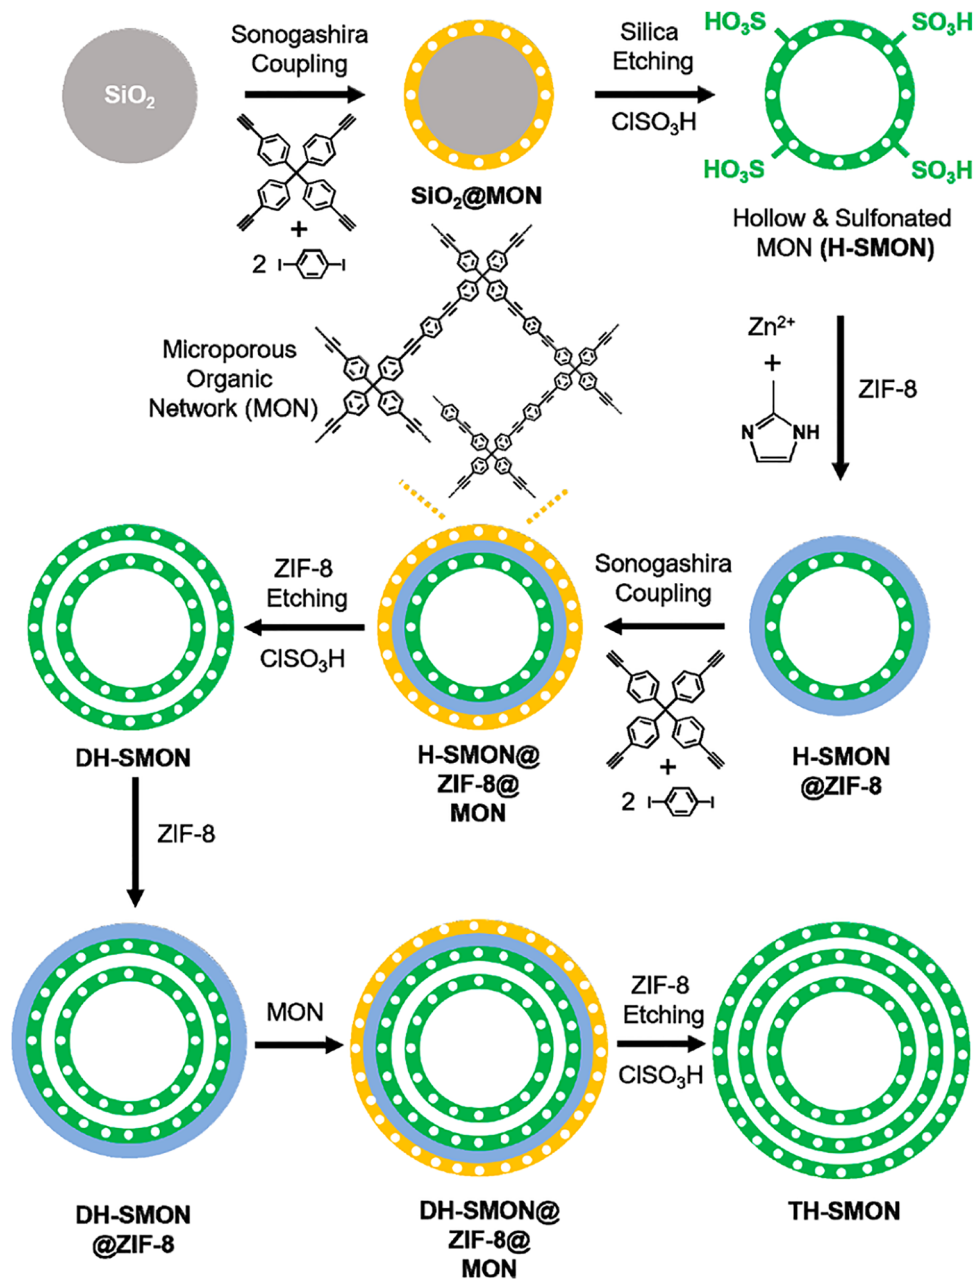 SiO₂
Sonogashira
Coupling
+
2 I I
SiO₂@MON
Silica
Etching
ClSO₃H
HO₃S
SO₃H
HO₃S
SO₃H
Hollow & Sulfonated
MON (H-SMON)
Microporous
Organic
Network (MON)
Zn²⁺
+
N NH
ZIF-8
H-SMON
@ZIF-8
Sonogashira
Coupling
+
2 I I
H-SMON@
ZIF-8@
MON
ZIF-8
Etching
ClSO₃H
DH-SMON
ZIF-8
DH-SMON
@ZIF-8
MON
DH-SMON@
ZIF-8@
MON
ZIF-8
Etching
ClSO₃H
TH-SMON